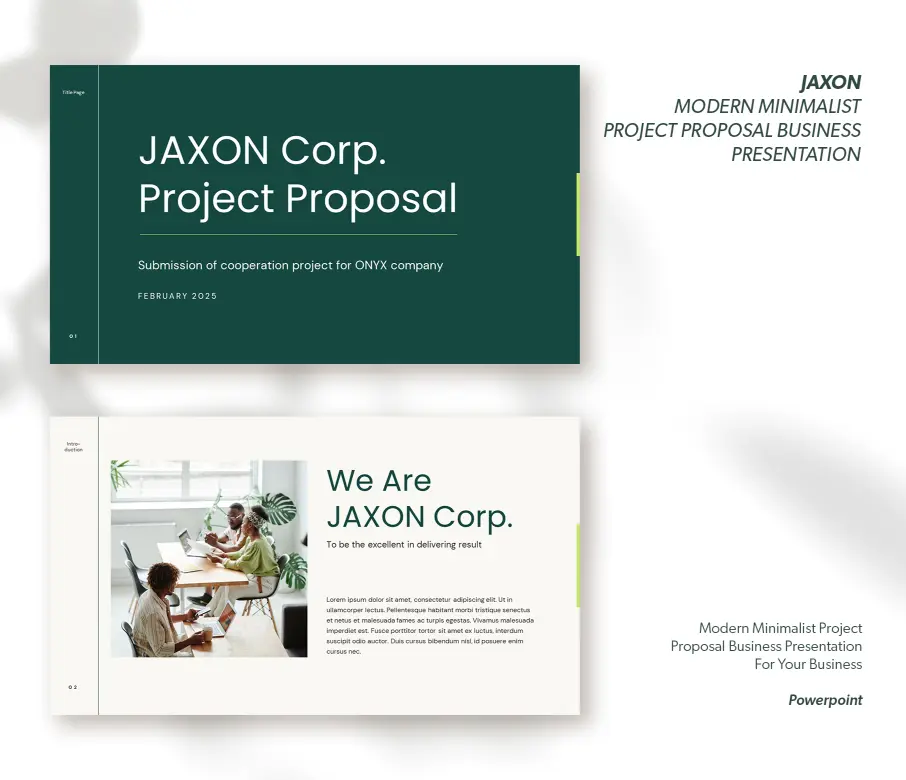 Title Page
JAXON Corp.
Project Proposal
Submission of cooperation project for ONYX company
FEBRUARY 2025
01
JAXON
MODERN MINIMALIST
PROJECT PROPOSAL BUSINESS
PRESENTATION
Intro-
duction
We Are
JAXON Corp.
To be the excellent in delivering result
Lorem ipsum dolor sit amet, consectetur adipiscing elit. Ut in
ullamcorper lectus. Pellentesque habitant morbi tristique senectus
et netus et malesuada fames ac turpis egestas. Vivamus malesuada
imperdiet est. Fusce porttitor tortor sit amet ex luctus, interdum
suscipit odio auctor. Duis cursus bibendum nisl, id posuere enim
cursus nec.
02
Modern Minimalist Project
Proposal Business Presentation
For Your Business
Powerpoint